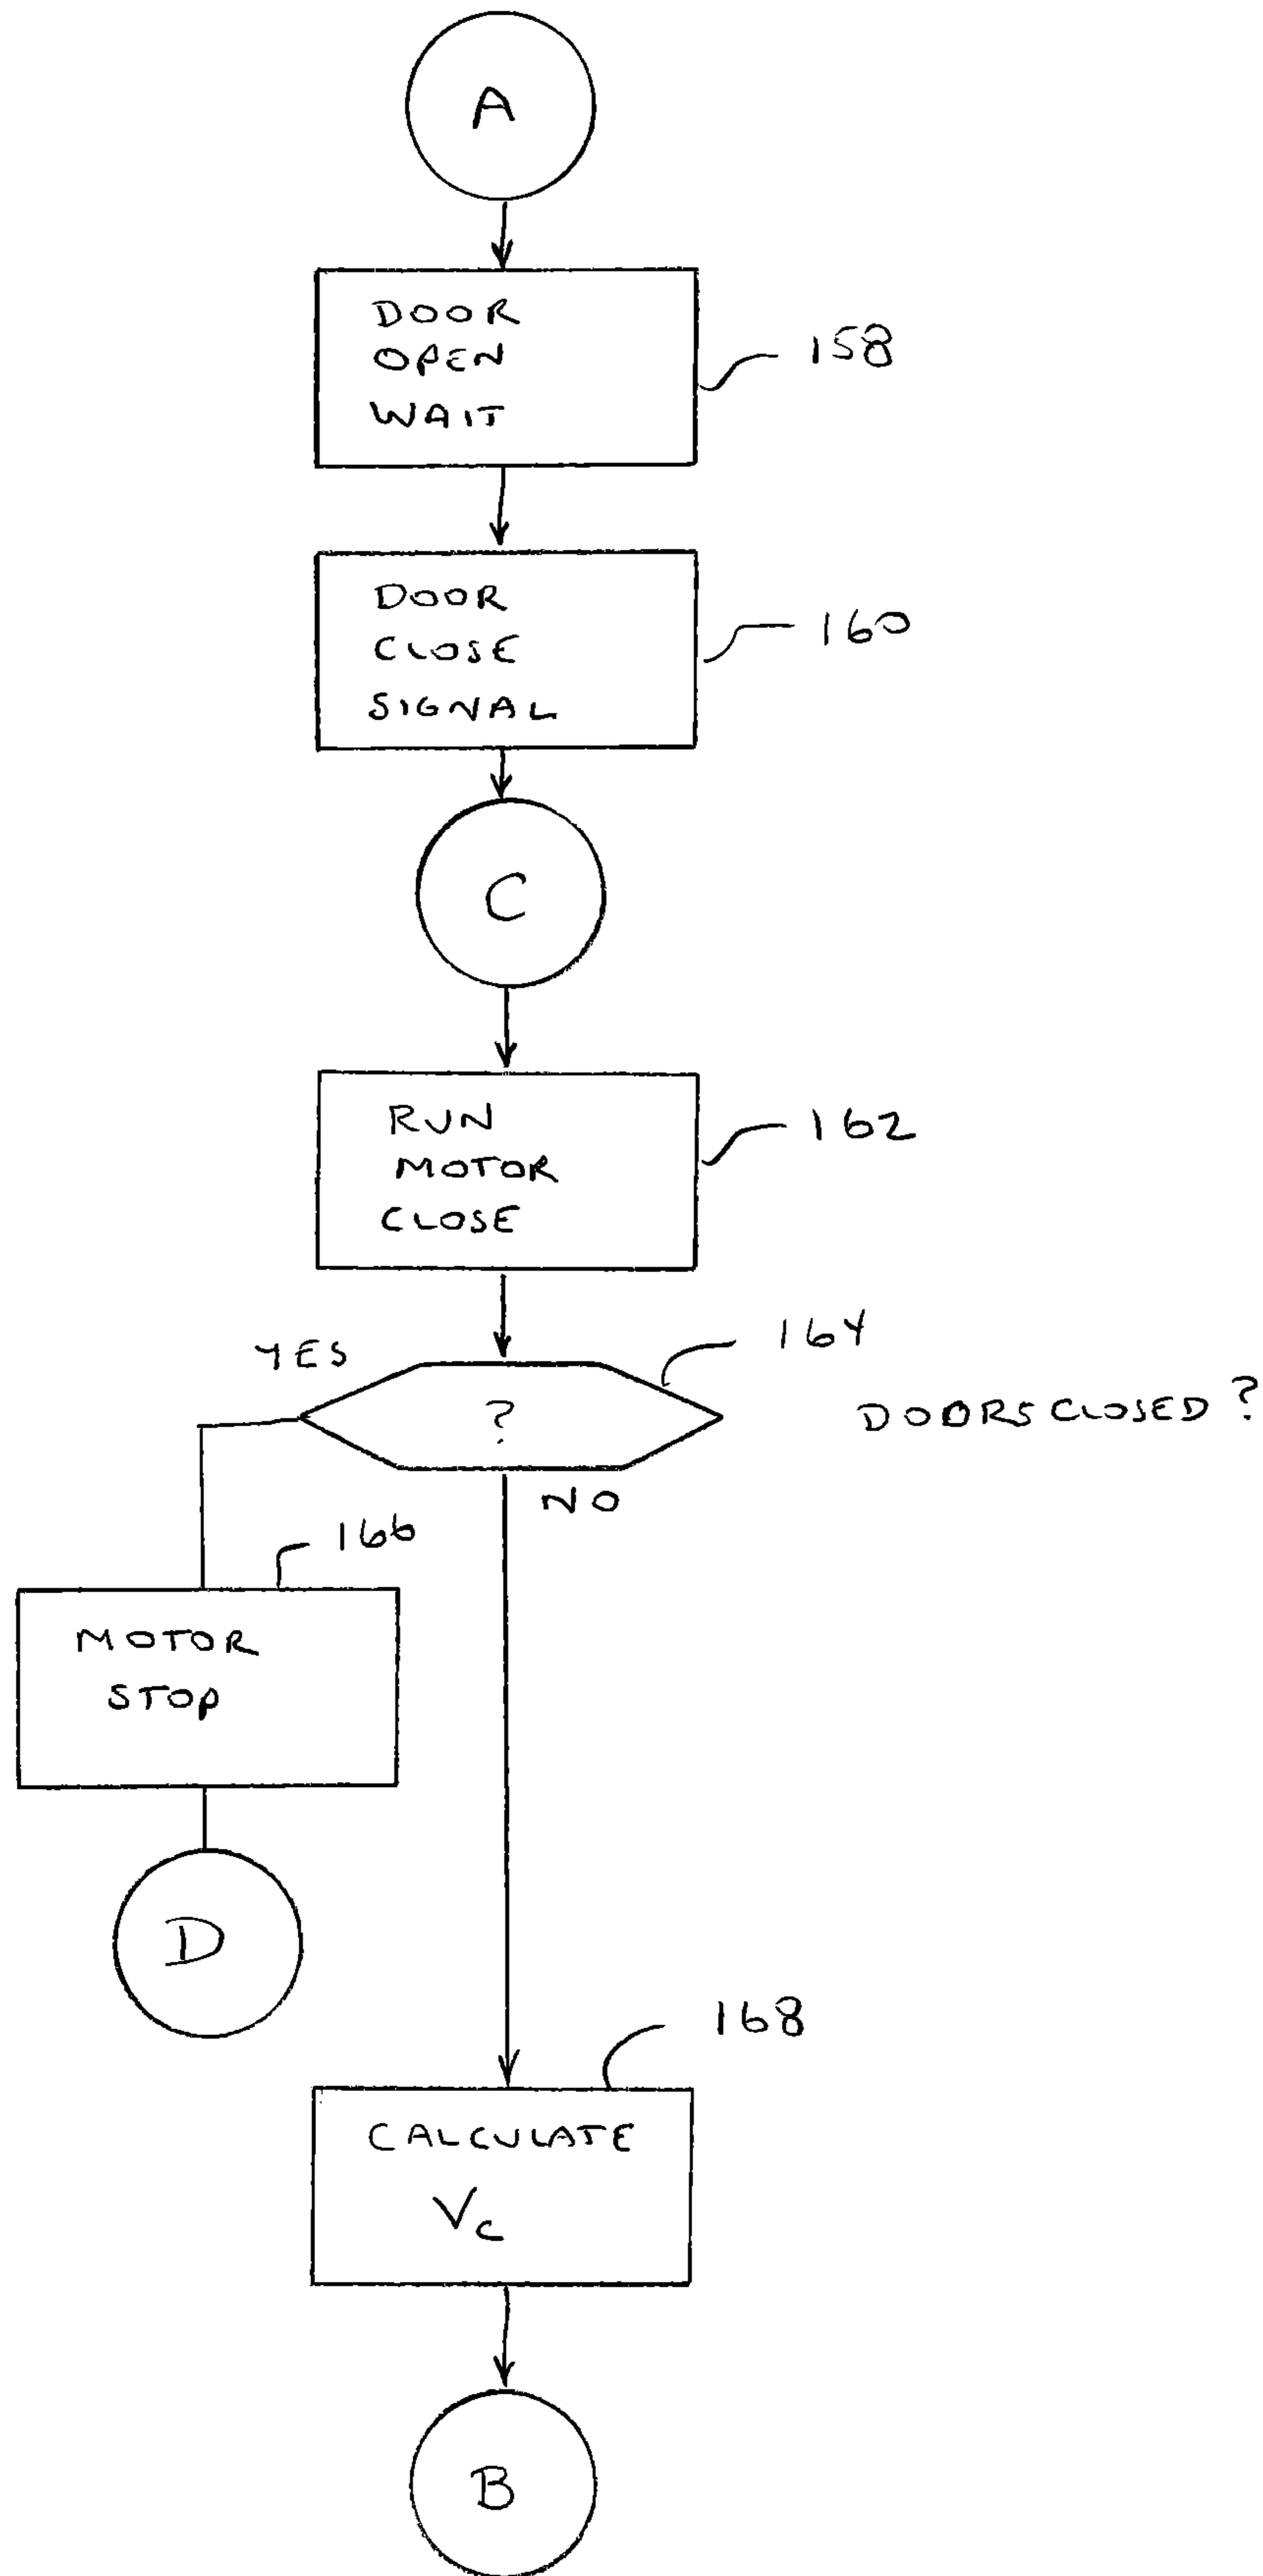 A
DOOR
OPEN
WAIT
158
DOOR
CLOSE
SIGNAL
160
C
RUN
MOTOR
CLOSE
162
YES
164
?
DOORS CLOSED?
NO
166
MOTOR
STOP
D
168
CALCULATE
Vc
B